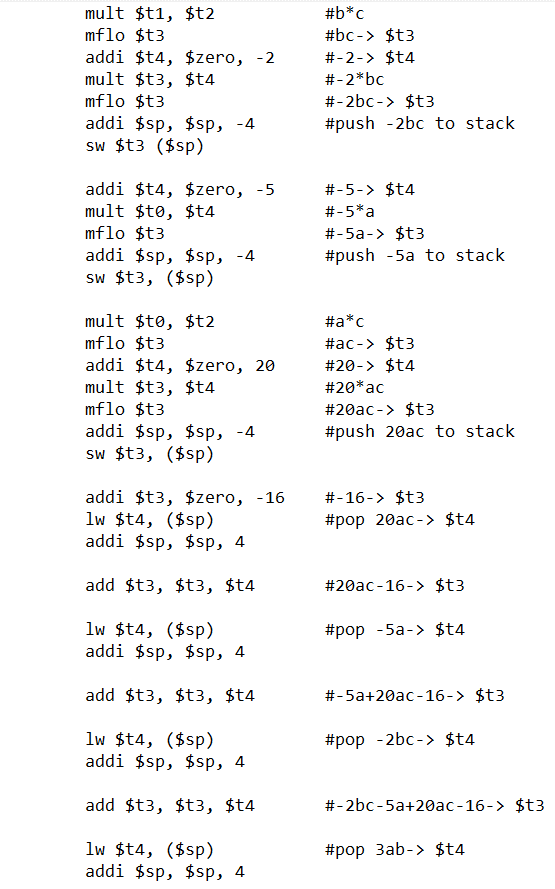 mult $t1, $t2 #b*c
mflo $t3 #bc-> $t3
addi $t4, $zero, -2 #-2-> $t4
mult $t3, $t4 #-2*bc
mflo $t3 #-2bc-> $t3
addi $sp, $sp, -4 #push -2bc to stack
sw $t3 ($sp)
addi $t4, $zero, -5 #-5-> $t4
mult $t0, $t4 #-5*a
mflo $t3 #-5a-> $t3
addi $sp, $sp, -4 #push -5a to stack
sw $t3, ($sp)
mult $t0, $t2 #a*c
mflo $t3 #ac-> $t3
addi $t4, $zero, 20 #20-> $t4
mult $t3, $t4 #20*ac
mflo $t3 #20ac-> $t3
addi $sp, $sp, -4 #push 20ac to stack
sw $t3, ($sp)
addi $t3, $zero, -16 #-16-> $t3
lw $t4, ($sp) #pop 20ac-> $t4
addi $sp, $sp, 4
add $t3, $t3, $t4 #20ac-16-> $t3
lw $t4, ($sp) #pop -5a-> $t4
addi $sp, $sp, 4
add $t3, $t3, $t4 #-5a+20ac-16-> $t3
lw $t4, ($sp) #pop -2bc-> $t4
addi $sp, $sp, 4
add $t3, $t3, $t4 #-2bc-5a+20ac-16-> $t3
lw $t4, ($sp) #pop 3ab-> $t4
addi $sp, $sp, 4